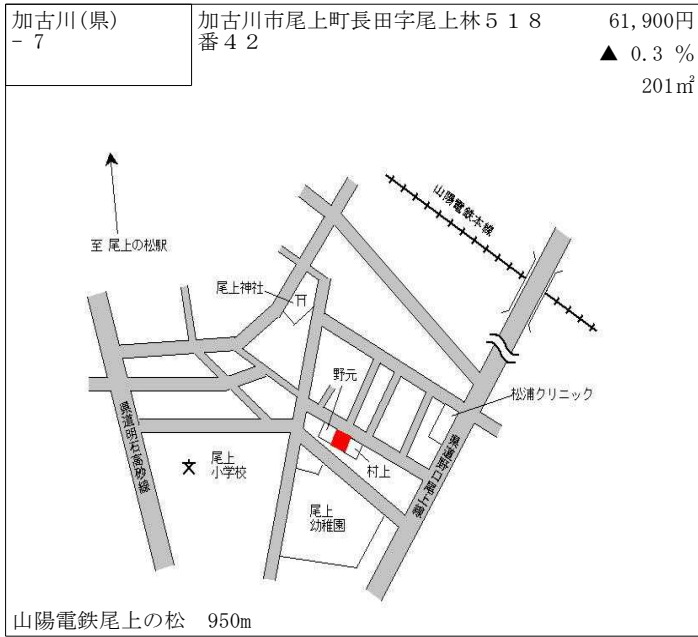 加古川(県)
- 7
加古川市尾上町長田字尾上林５１８
番４２
61,900円
▲ 0.3 %
201㎡
山陽電鉄本線
至 尾上の松駅
尾上神社
野元
松浦クリニック
県道明石高砂線
尾上
小学校
村上
県道野口尾上線
尾上
幼稚園
山陽電鉄尾上の松　950m